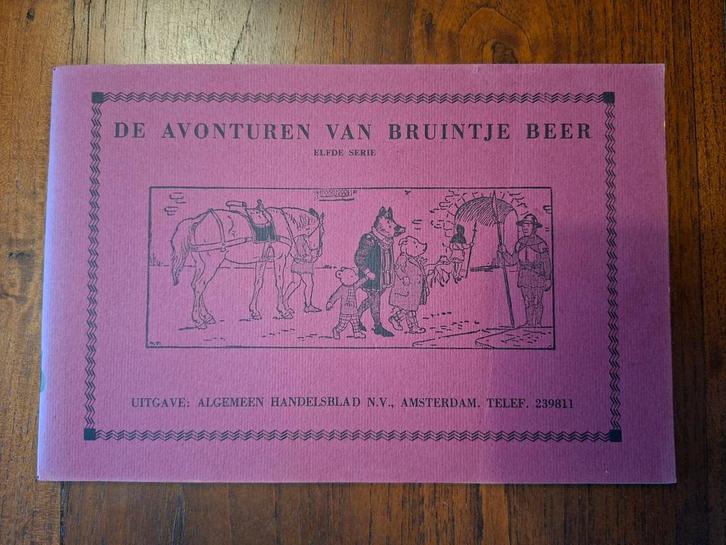 DE AVONTUREN VAN BRUINTJE BEER
ELFDE SERIE
UITGAVE: ALGEMEEN HANDELSBLAD N.V., AMSTERDAM. TELEF. 239811